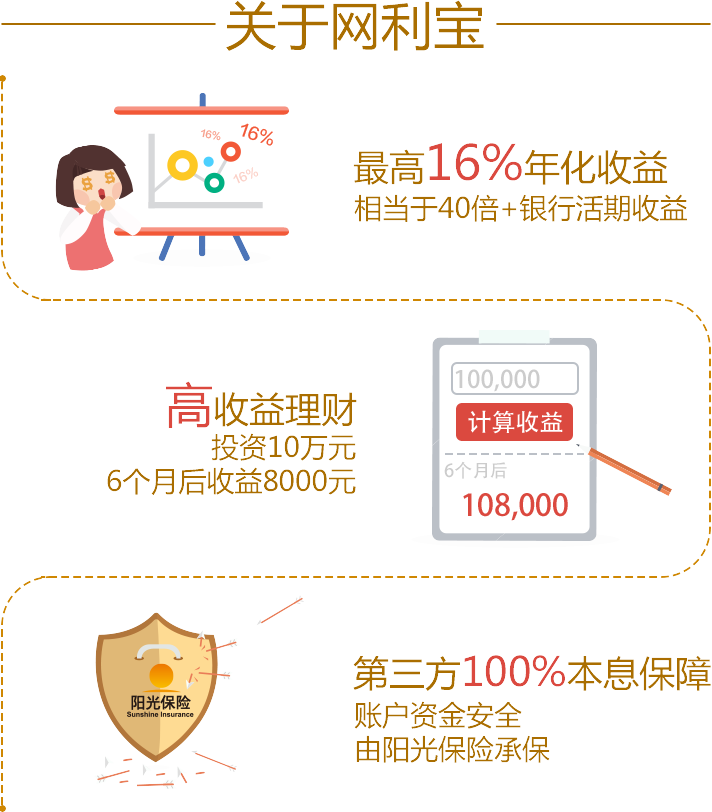 关于网利宝
16%
16%
16%
最高16%年化收益
相当于40倍+银行活期收益
高收益理财
投资10万元
6个月后收益8000元
100,000
计算收益
6个月后
108,000
阳光保险
Sunshine Insurance
第三方100%本息保障
账户资金安全
由阳光保险承保